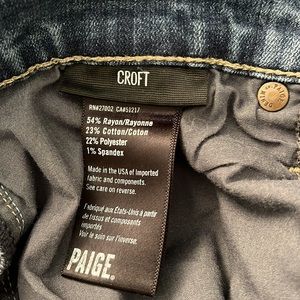 CROFT
RN#27002 CA#51217
54% Rayon/Rayonne
23% Cotton/Coton
22% Polyester
1% Spandex
Made in the USA of imported
fabric and components.
See care on reverse.
Fabriqué aux États-Unis à partir
de tissus et composants
importés.
Voir le soin sur l'inverse.
PAIGE.